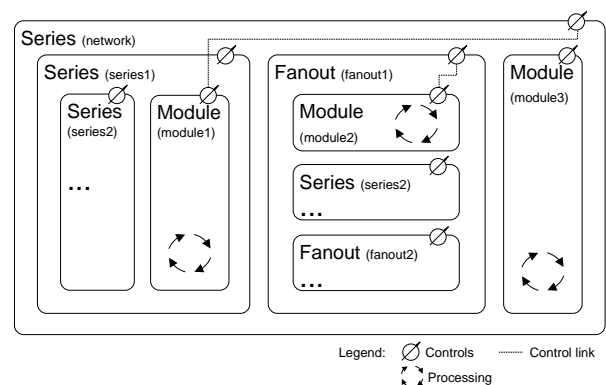 Series (network)
Series (series1)
Series
(series2)
...
Module
(module1)
Fanout (fanout1)
Module
(module2)
Series (series2)
...
Fanout (fanout2)
...
Module
(module3)
Legend: Controls Control link
Processing